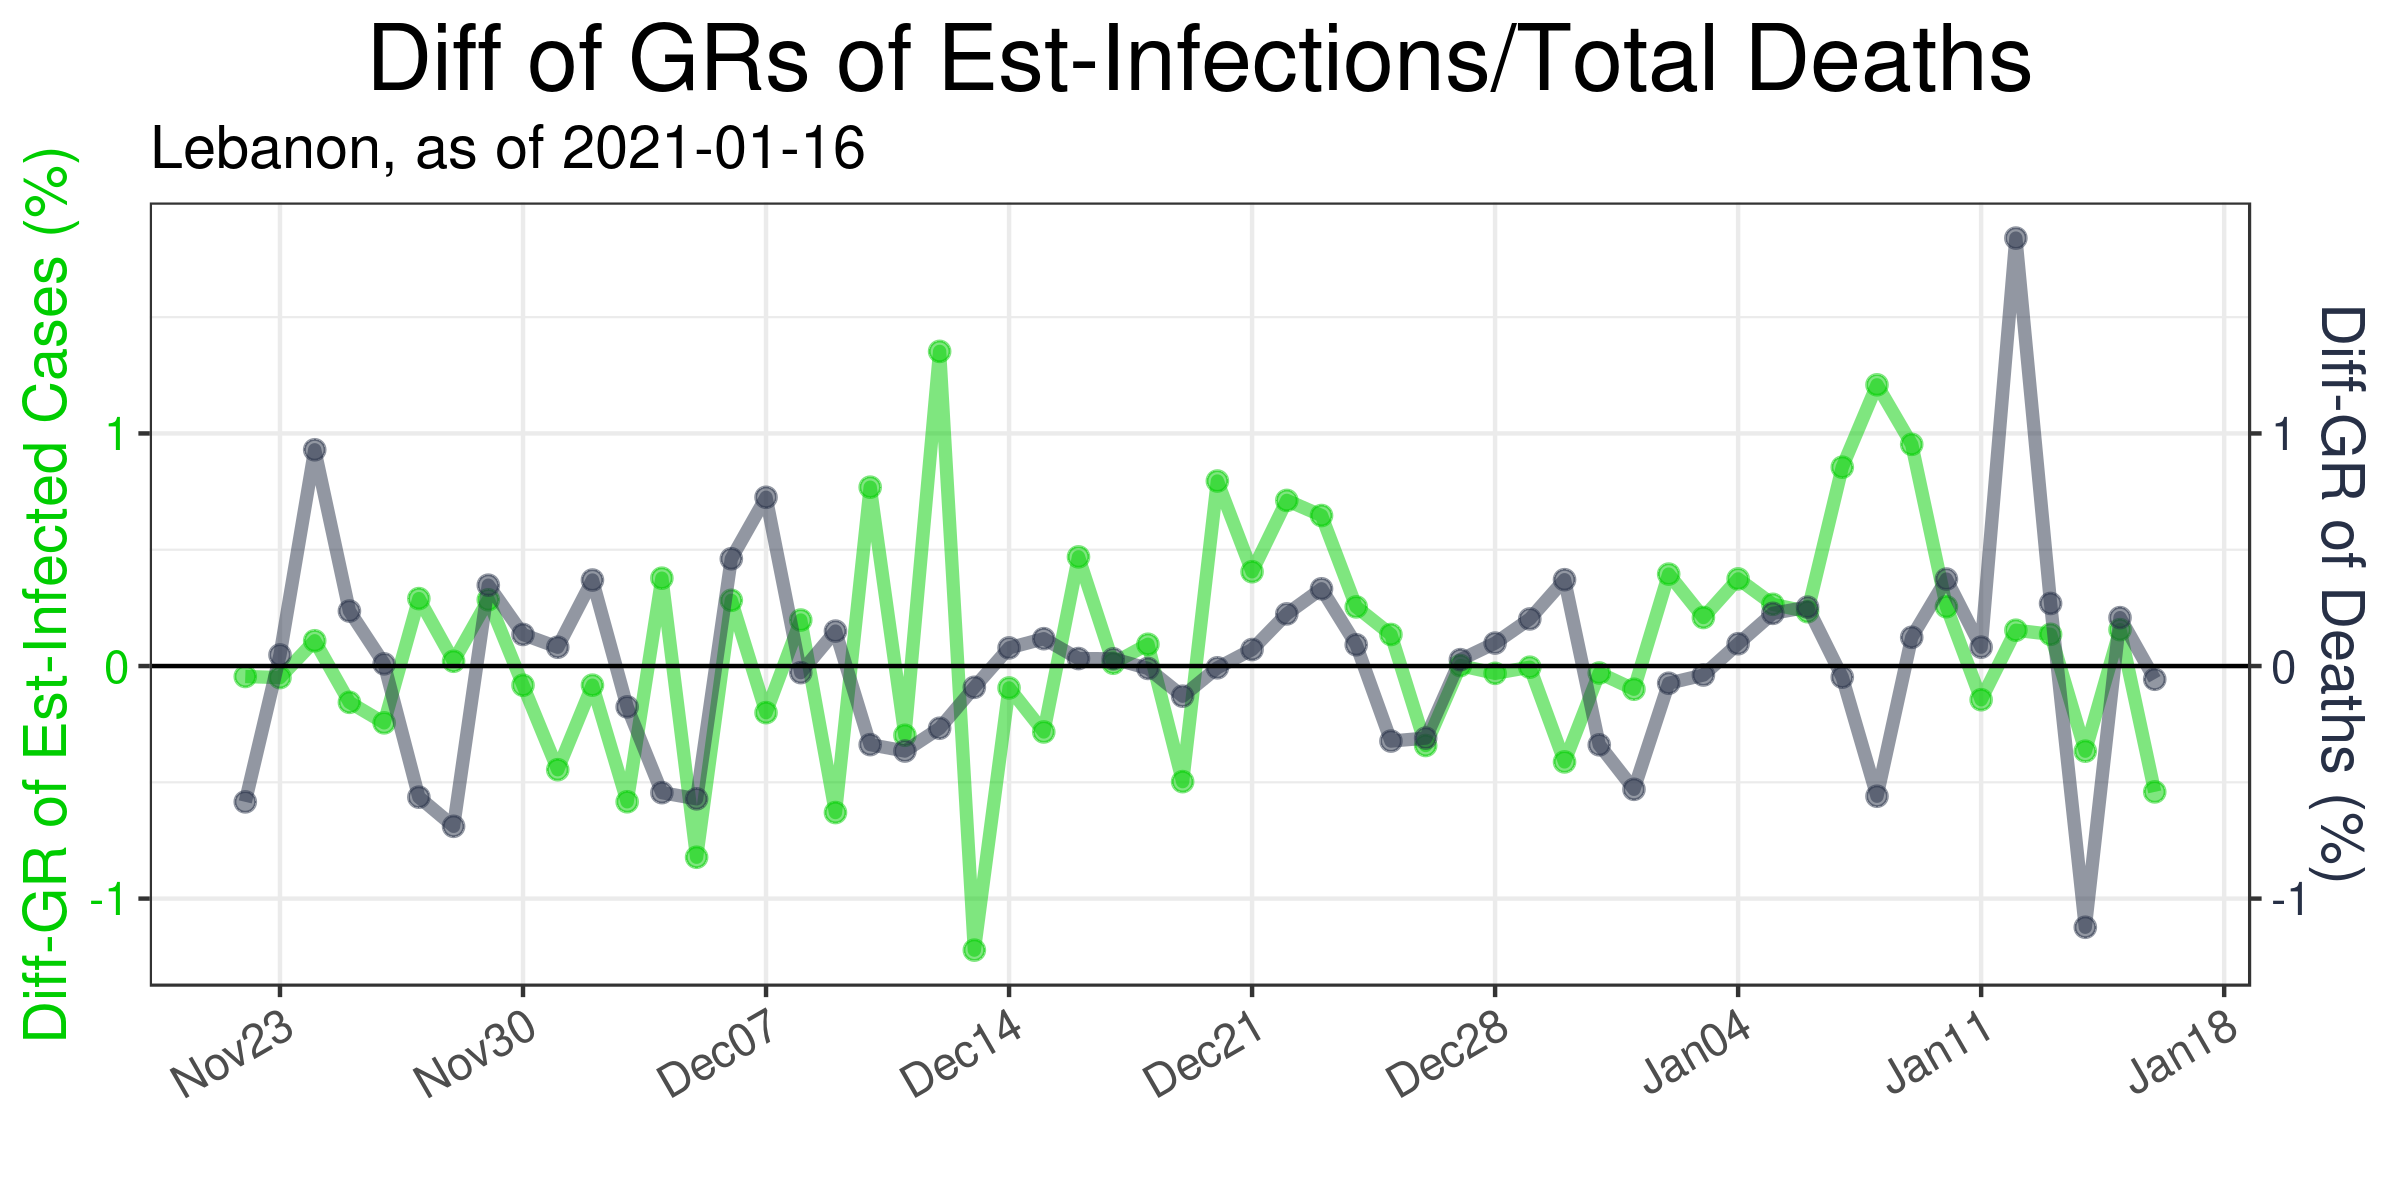 Diff of GRs of Est-Infections/Total Deaths
Lebanon, as of 2021-01-16
Diff-GR of Est-Infected Cases (%)
1
0
-1
1
0
-1
Diff-GR of Deaths (%)
Nov23
Nov30
Dec07
Dec14
Dec21
Dec28
Jan04
Jan11
Jan18